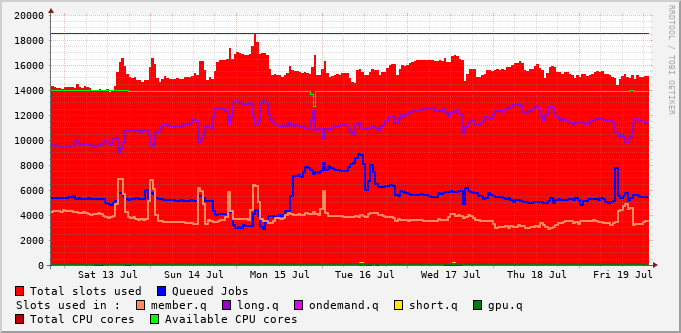 20000
18000
16000
14000
12000
10000
8000
6000
4000
2000
0
Sat 13 Jul Sun 14 Jul Mon 15 Jul Tue 16 Jul Wed 17 Jul Thu 18 Jul Fri 19 Jul
Total slots used Queued Jobs
Slots used in : member.q long.q ondemand.q short.q gpu.q
Total CPU cores Available CPU cores
RRDTOOL / TOBI OETIKER